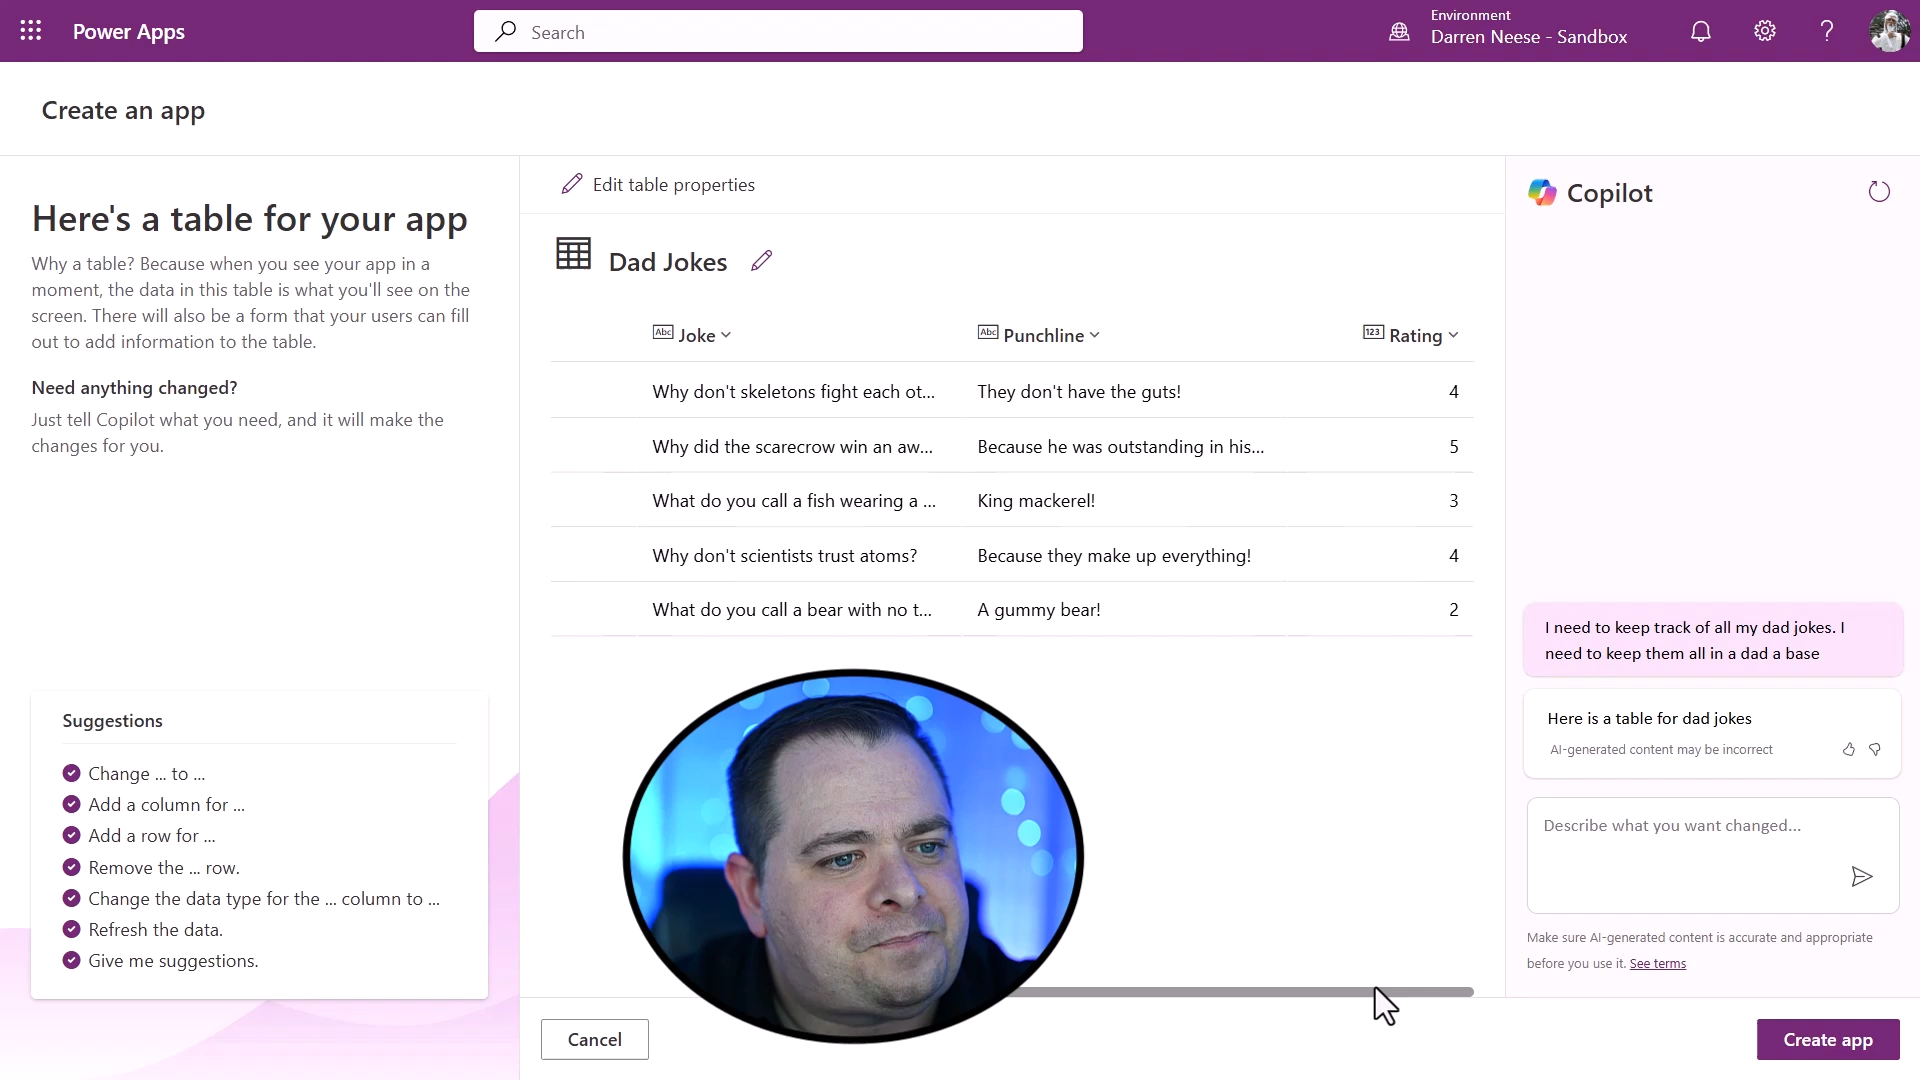 Power Apps
Search
Environment
Darren Neese - Sandbox
Create an app
Here's a table for your app
Why a table? Because when you see your app in a
moment, the data in this table is what you'll see on the
screen. There will also be a form that your users can fill
out to add information to the table.
Need anything changed?
Just tell Copilot what you need, and it will make the
changes for you.
Suggestions
Change ... to ...
Add a column for ...
Add a row for ...
Remove the ... row.
Change the data type for the ... column to ...
Refresh the data.
Give me suggestions.
Edit table properties
Dad Jokes
Abc Joke Abc Punchline 123 Rating
Why don't skeletons fight each ot... They don't have the guts! 4
Why did the scarecrow win an aw... Because he was outstanding in his... 5
What do you call a fish wearing a ... King mackerel! 3
Why don't scientists trust atoms? Because they make up everything! 4
What do you call a bear with no t... A gummy bear! 2
Cancel
Copilot
I need to keep track of all my dad jokes. I
need to keep them all in a dad a base
Here is a table for dad jokes
AI-generated content may be incorrect
Describe what you want changed...
Make sure AI-generated content is accurate and appropriate
before you use it. See terms
Create app